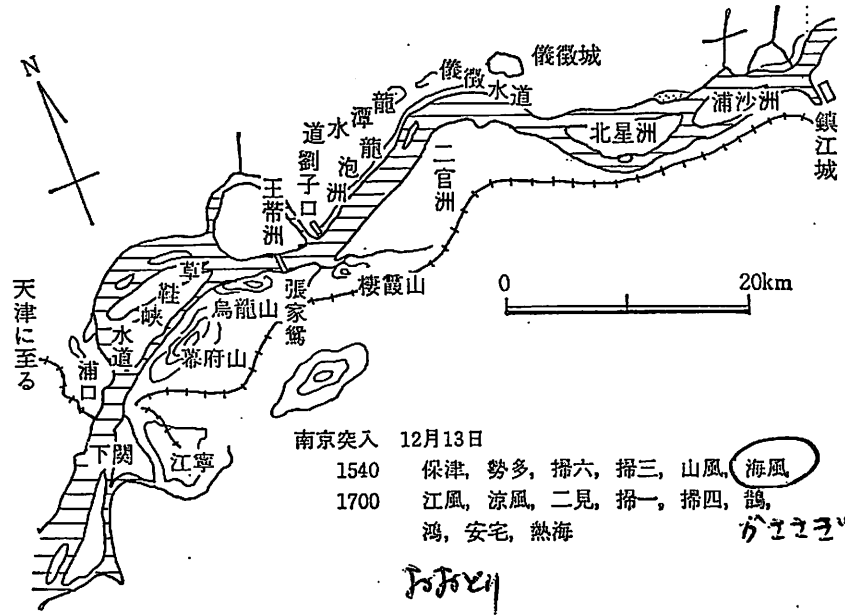 N
儀徴城
儀徴水道
龍潭水道
龍泡洲
劉子口
二官洲
北星洲
浦沙洲
鎮江城
王帯洲
草鞋峡水道
烏龍山
幕府山
張家窵
棲霞山
0 20km
天津に至る
浦口
下関
江寧
南京突入 12月13日
1540 保津, 勢多, 掃六, 掃三, 山風, 海風,
1700 江風, 涼風, 二見, 掃一, 掃四, 鵲,
鴻, 安宅, 熱海
かささぎ
おおとり